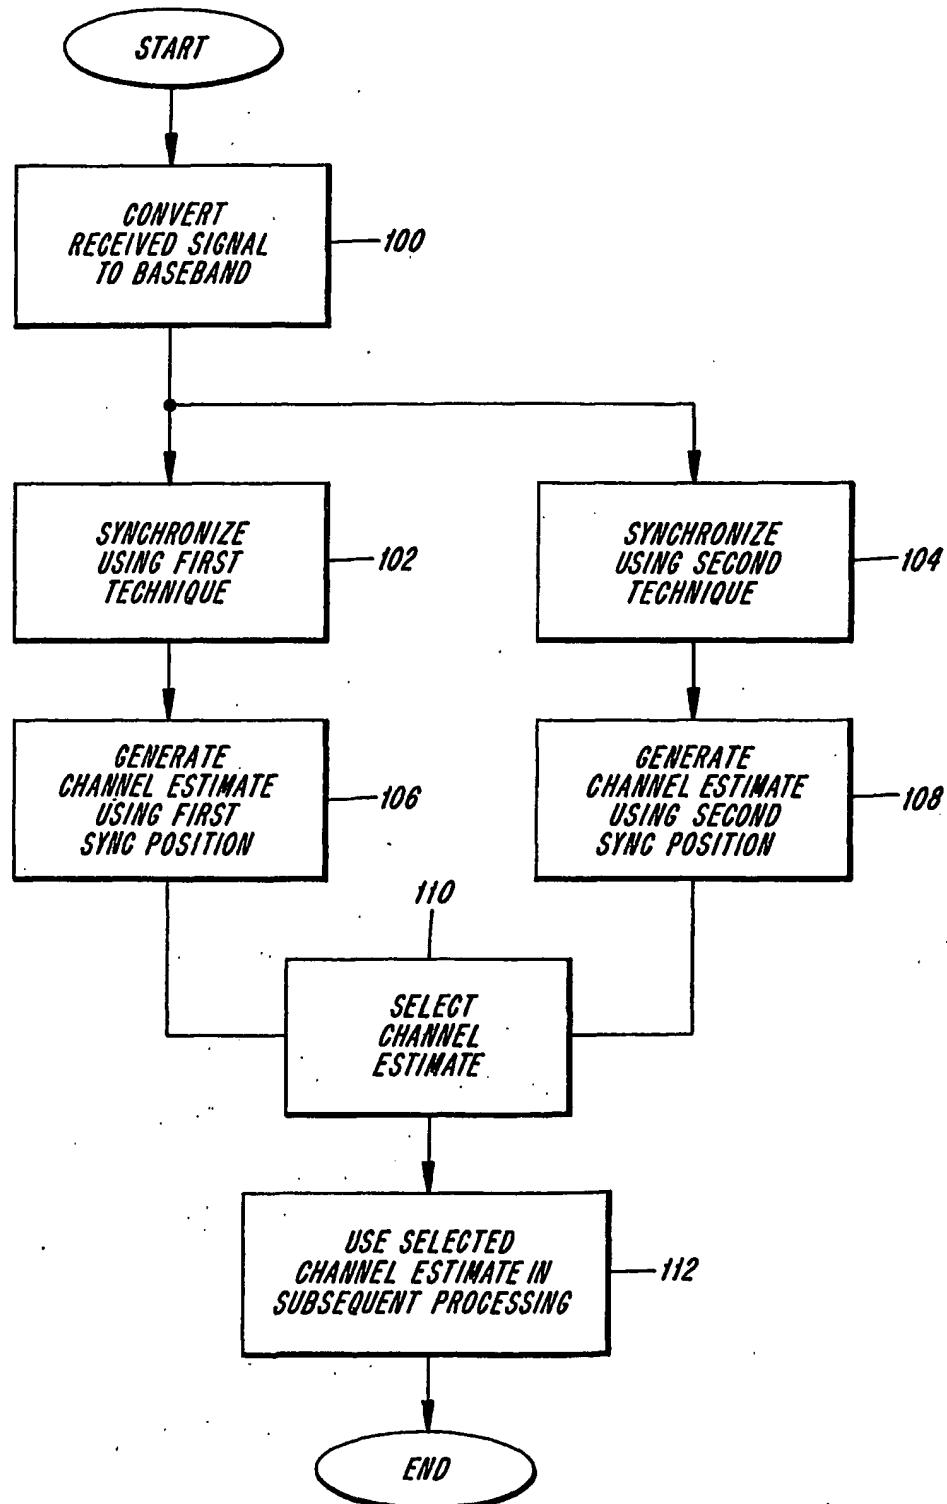 START
CONVERT
RECEIVED SIGNAL
TO BASEBAND
100
SYNCHRONIZE
USING FIRST
TECHNIQUE
102
SYNCHRONIZE
USING SECOND
TECHNIQUE
104
GENERATE
CHANNEL ESTIMATE
USING FIRST
SYNC POSITION
106
GENERATE
CHANNEL ESTIMATE
USING SECOND
SYNC POSITION
108
110
SELECT
CHANNEL
ESTIMATE
USE SELECTED
CHANNEL ESTIMATE IN
SUBSEQUENT PROCESSING
112
END